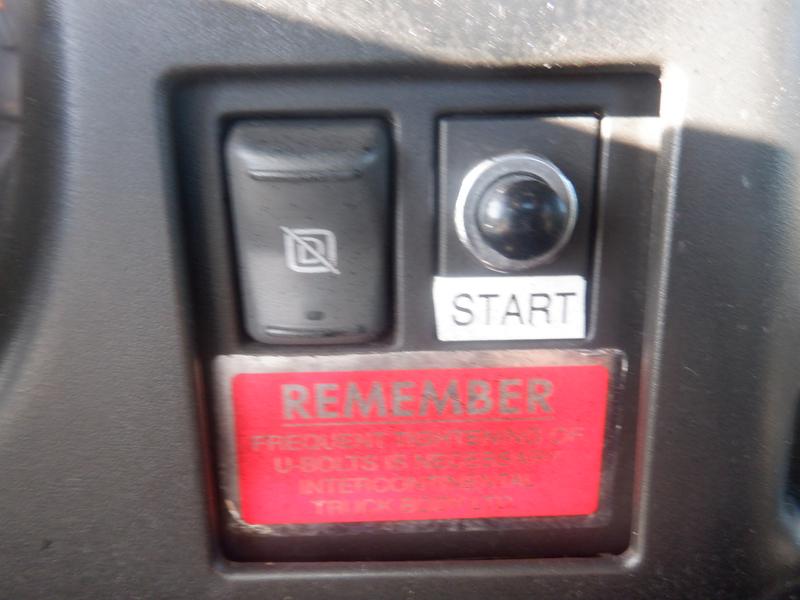 D
START
REMEMBER
FREQUENT TIGHTENING OF
U-BOLTS IS NECESSARY
INTERCONTINENTAL
TRUCK BODY LTD.